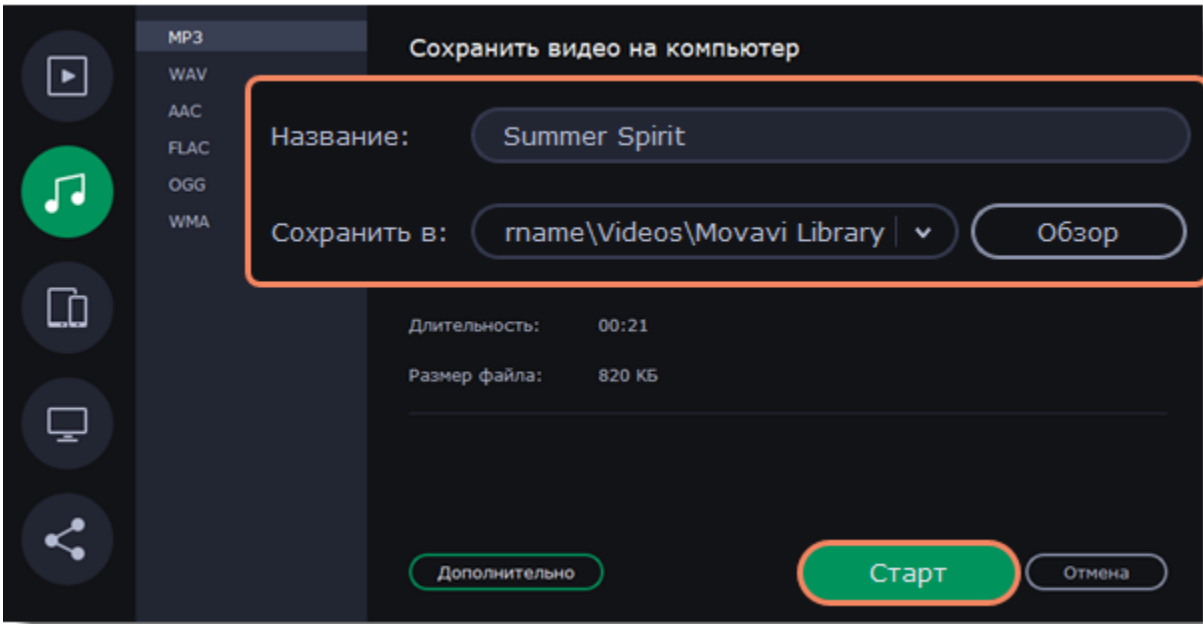 MP3
WAV
AAC
FLAC
OGG
WMA
Сохранить видео на компьютер
Название: Summer Spirit
Сохранить в: rname\Videos\Movavi Library Обзор
Длительность: 00:21
Размер файла: 820 КБ
Дополнительно Старт Отмена